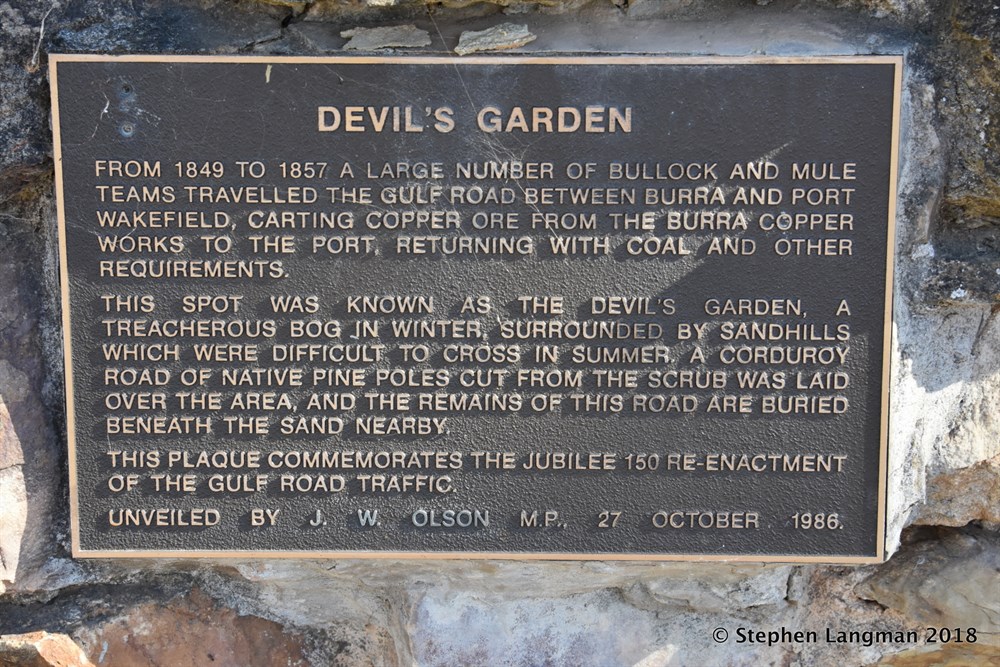 DEVIL'S GARDEN
FROM 1849 TO 1857 A LARGE NUMBER OF BULLOCK AND MULE
TEAMS TRAVELLED THE GULF ROAD BETWEEN BURRA AND PORT
WAKEFIELD, CARTING COPPER ORE FROM THE BURRA COPPER
WORKS TO THE PORT, RETURNING WITH COAL AND OTHER
REQUIREMENTS.
THIS SPOT WAS KNOWN AS THE DEVIL'S GARDEN, A
TREACHEROUS BOG IN WINTER, SURROUNDED BY SANDHILLS
WHICH WERE DIFFICULT TO CROSS IN SUMMER. A CORDUROY
ROAD OF NATIVE PINE POLES CUT FROM THE SCRUB WAS LAID
OVER THE AREA, AND THE REMAINS OF THIS ROAD ARE BURIED
BENEATH THE SAND NEARBY.
THIS PLAQUE COMMEMORATES THE JUBILEE 150 RE-ENACTMENT
OF THE GULF ROAD TRAFFIC.
UNVEILED BY J. W. OLSON M.P., 27 OCTOBER 1986.
© Stephen Langman 2018